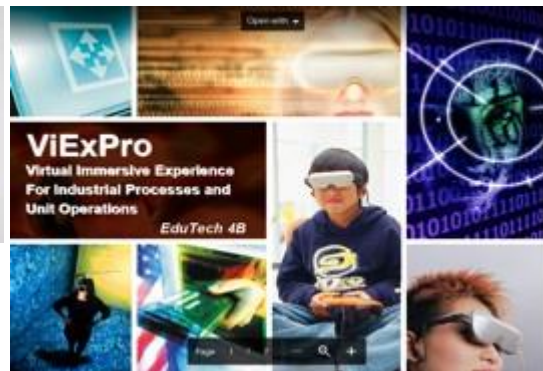 Open with
ViExPro
Virtual Immersive Experience
For Industrial Processes and
Unit Operations
EduTech 4B
Page